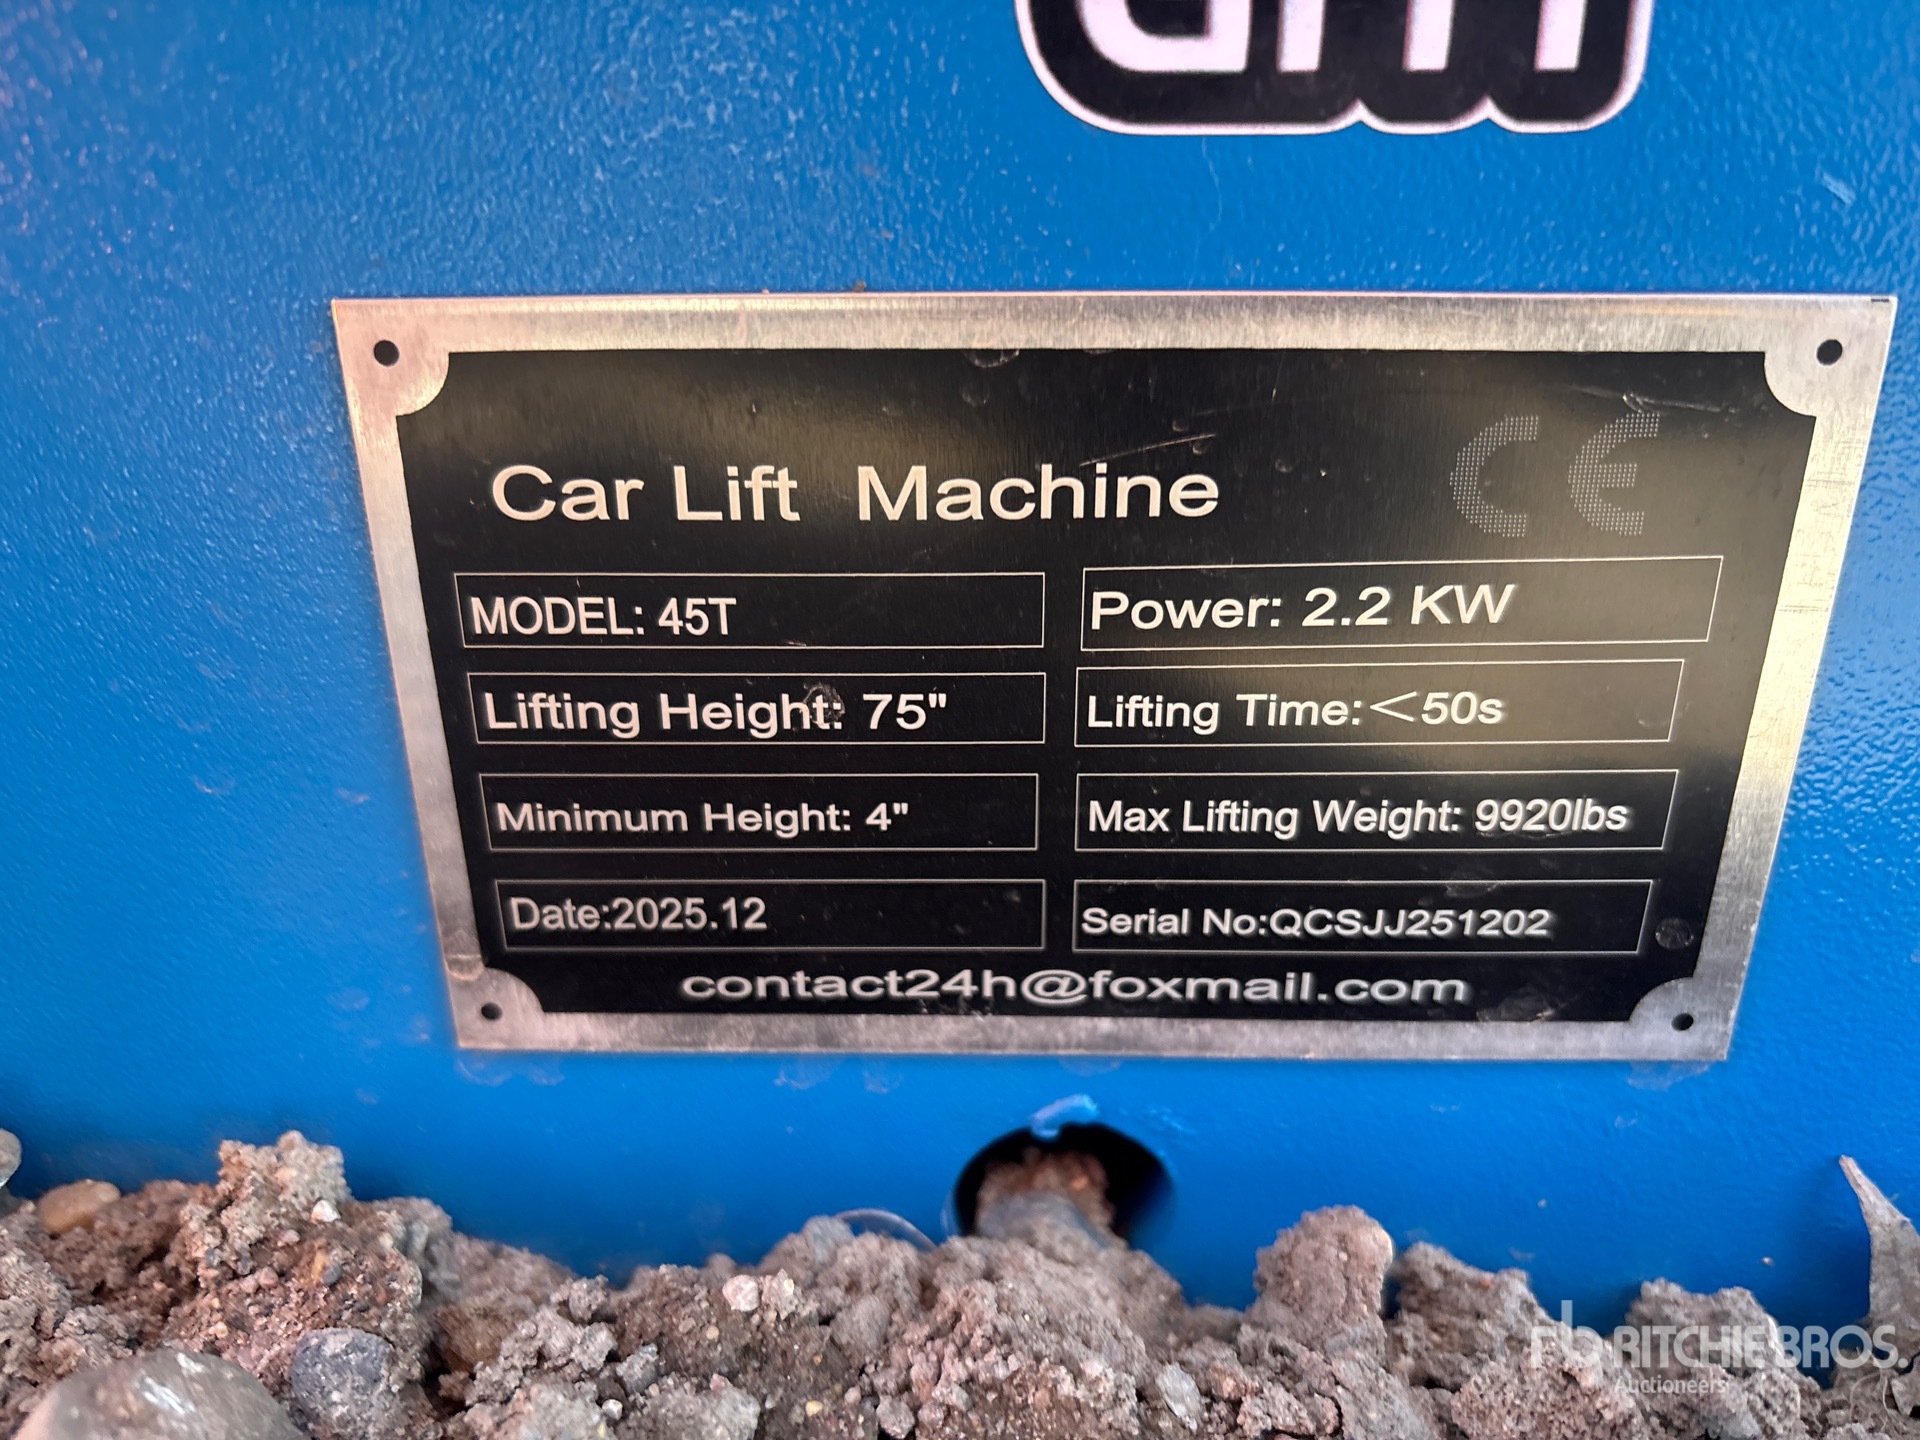 Car Lift Machine CE
MODEL: 45T
Power: 2.2 KW
Lifting Height: 75"
Lifting Time:<50s
Minimum Height: 4"
Max Lifting Weight: 9920lbs
Date:2025.12
Serial No:QCSJJ251202
contact24h@foxmail.com
rb RITCHIE BROS.
Auctioneers